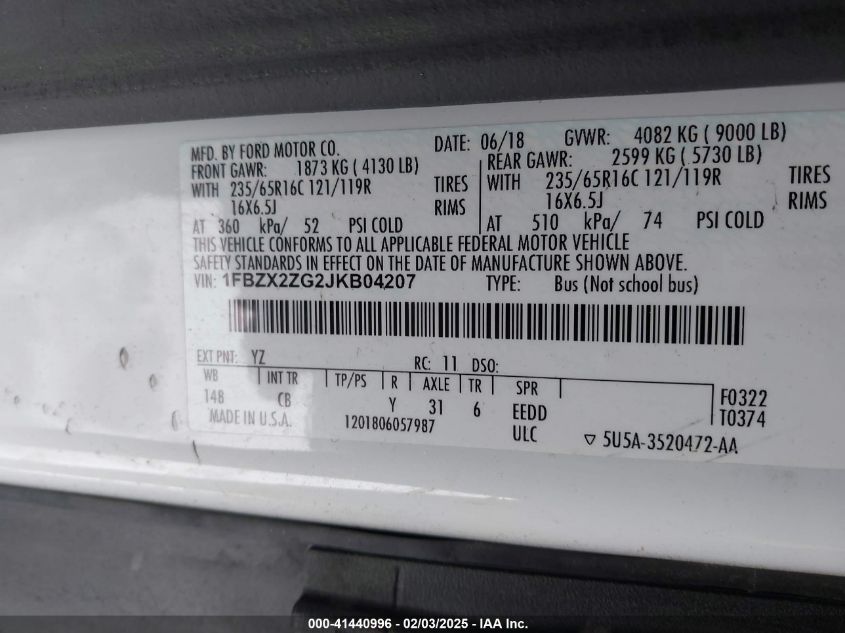 MFD. BY FORD MOTOR CO. DATE: 06/18 GVWR: 4082 KG ( 9000 LB)
FRONT GAWR: 1873 KG ( 4130 LB) REAR GAWR: 2599 KG ( 5730 LB)
WITH 235/65R16C 121/119R TIRES WITH 235/65R16C 121/119R TIRES
16X6.5J RIMS 16X6.5J RIMS
AT 360 kPa/ 52 PSI COLD AT 510 kPa/ 74 PSI COLD
THIS VEHICLE CONFORMS TO ALL APPLICABLE FEDERAL MOTOR VEHICLE
SAFETY STANDARDS IN EFFECT ON THE DATE OF MANUFACTURE SHOWN ABOVE.
VIN: 1FBZX2ZG2JKB04207 TYPE: Bus (Not school bus)
EXT PNT: YZ RC: 11 DSO:
WB INT TR TP/PS R AXLE TR SPR F0322
148 CB Y 31 6 EEDD T0374
MADE IN U.S.A. 1201806057987 ULC ▽ 5U5A-3520472-AA
000-41440996 - 02/03/2025 - IAA Inc.